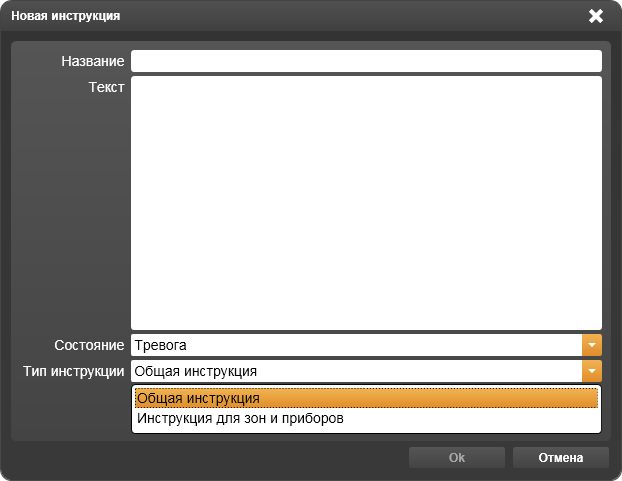 Новая инструкция
Название
Текст
Состояние Тревога
Тип инструкции Общая инструкция
Общая инструкция
Инструкция для зон и приборов
Ok Отмена